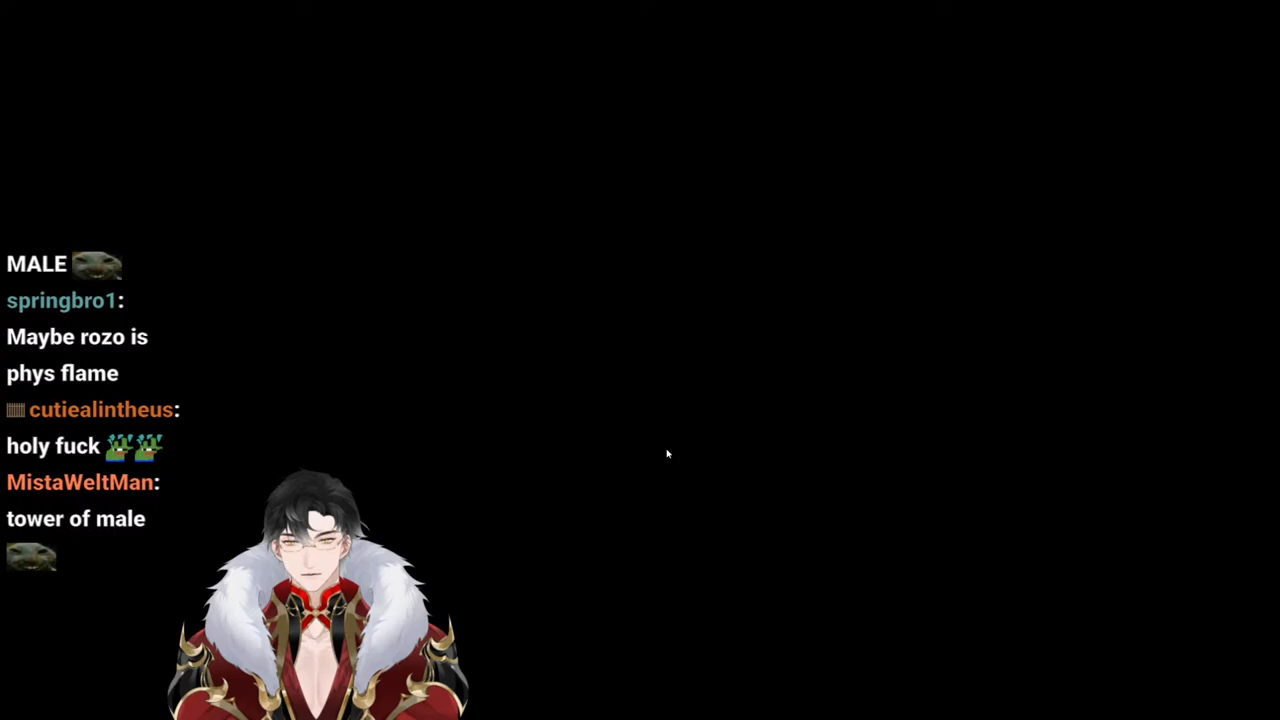 MALE
springbro1:
Maybe rozo is
phys flame
cutiealintheus:
holy fuck
MistaWeltMan:
tower of male